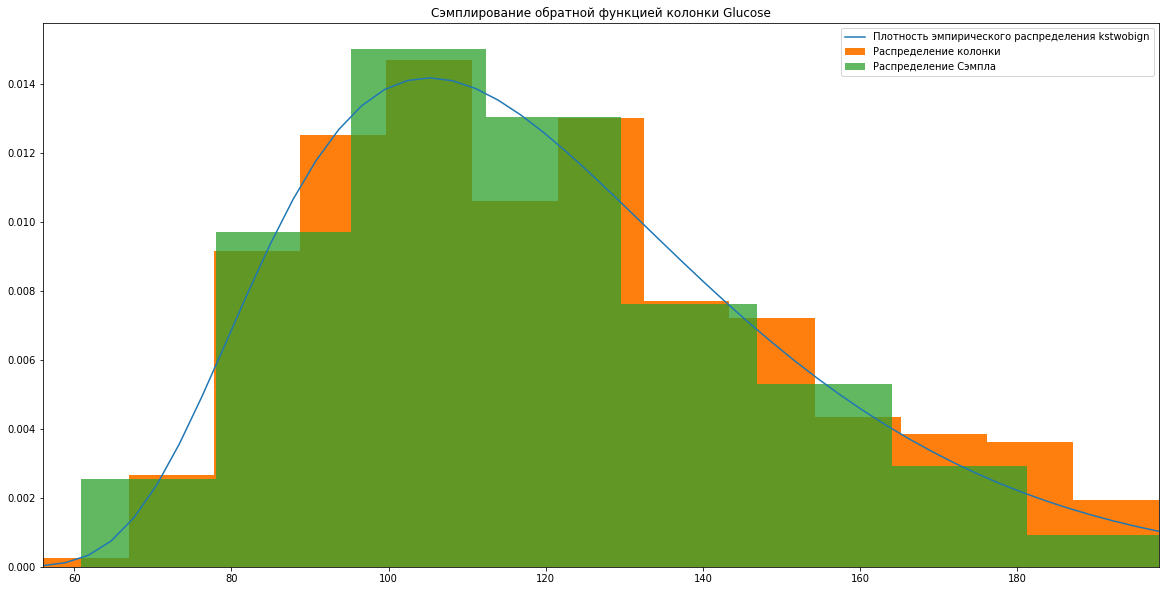 Сэмплирование обратной функцией колонки Glucose
Плотность эмпирического распределения kstwobign
Распределение колонки
Распределение Сэмпла
0.014
0.012
0.010
0.008
0.006
0.004
0.002
0.000
60 80 100 120 140 160 180